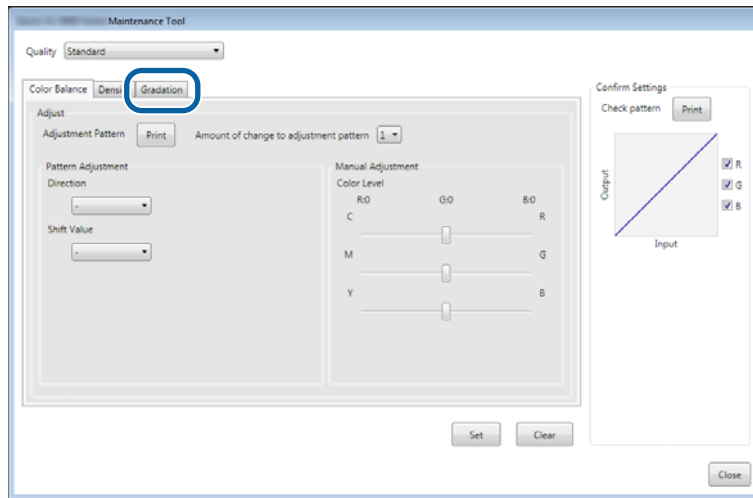 Maintenance Tool
Quality Standard
Color Balance Densi Gradation
Adjust
Adjustment Pattern Print Amount of change to adjustment pattern 1
Pattern Adjustment
Direction
-
Shift Value
-
Manual Adjustment
Color Level
R:0 G:0 B:0
C R
M G
Y B
Set Clear
Confirm Settings
Check pattern Print
Output
Input
R
G
B
Close